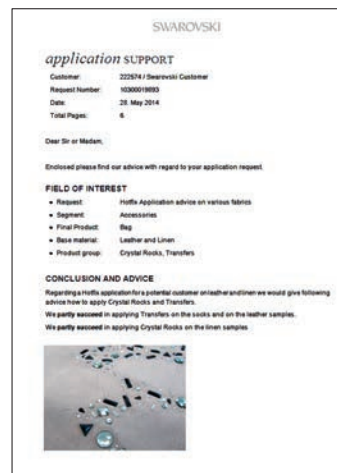 SWAROVSKI
application SUPPORT
Customer: 222574 / Swarovski Customer
Request Number: 10300019893
Date: 28. May 2014
Total Pages: 6
Dear Sir or Madam,
Enclosed please find our advice with regard to your application request.
FIELD OF INTEREST
• Request: Hotfix Application advice on various fabrics
• Segment: Accessories
• Final Product: Bag
• Base material: Leather and Linen
• Product group: Crystal Rocks, Transfers
CONCLUSION AND ADVICE
Regarding a Hotfix application for a potential customer on leather and linen we would give following
advice how to apply Crystal Rocks and Transfers.
We partly succeed in applying Transfers on the socks and on the leather samples.
We partly succeed in applying Crystal Rocks on the linen samples